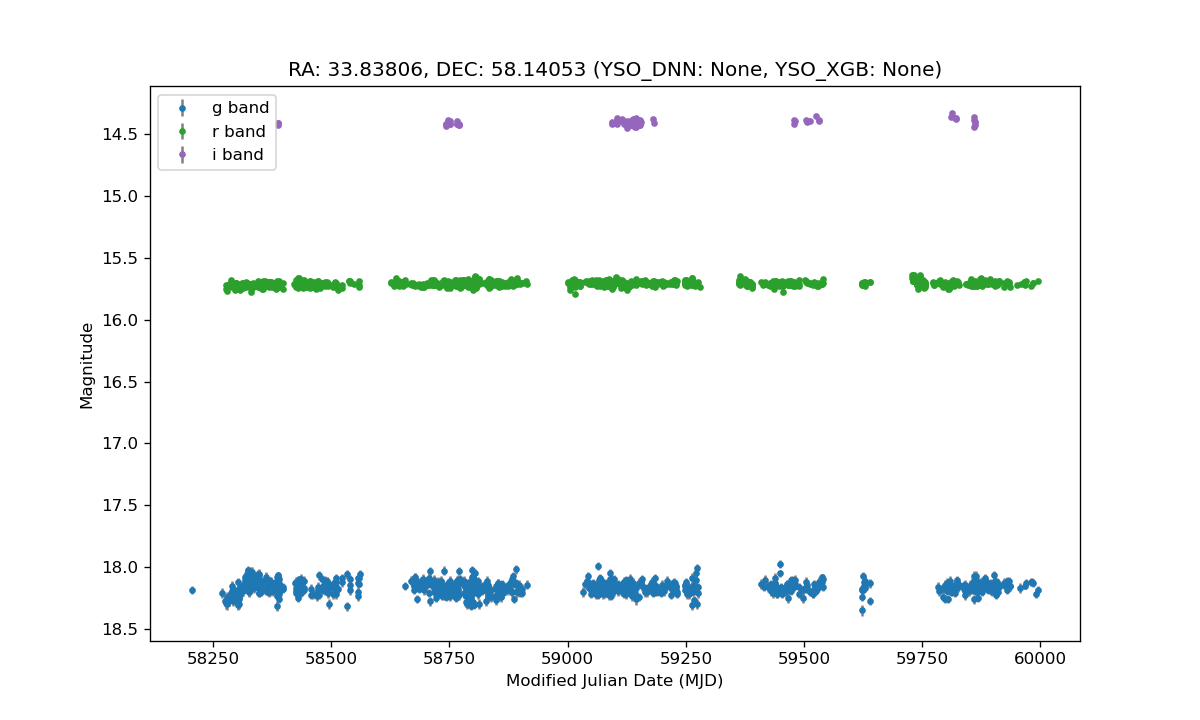 RA: 33.83806, DEC: 58.14053 (YSO_DNN: None, YSO_XGB: None)
g band
r band
i band
14.5
15.0
15.5
16.0
16.5
17.0
17.5
18.0
18.5
Magnitude
58250 58500 58750 59000 59250 59500 59750 60000
Modified Julian Date (MJD)